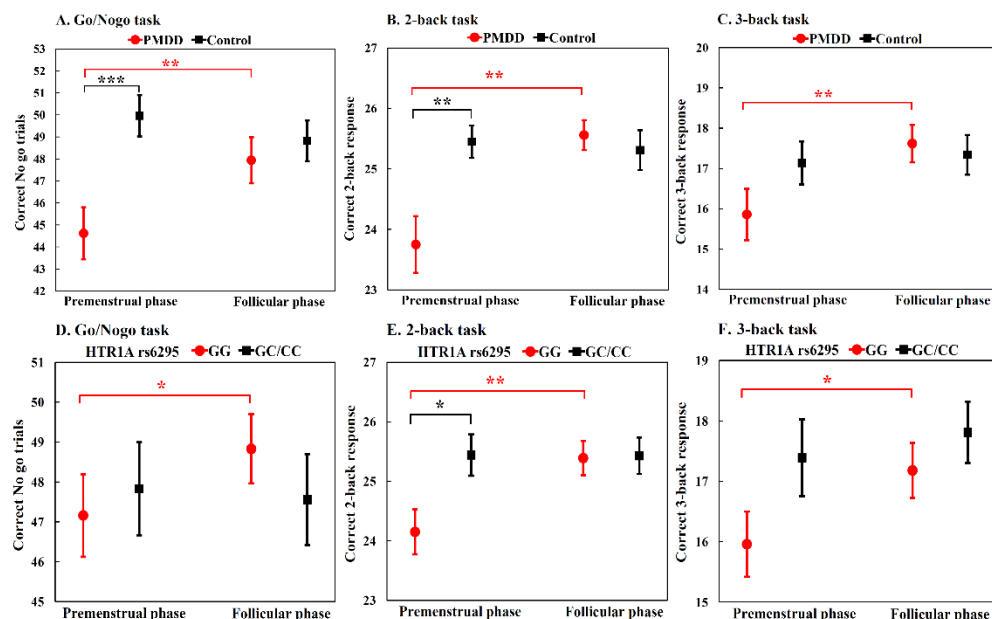 A. Go/Nogo task
PMDD Control
**
***
Correct No go trials
53
52
51
50
49
48
47
46
45
44
43
42
Premenstrual phase Follicular phase
B. 2-back task
PMDD Control
**
**
Correct 2-back response
27
26
25
24
23
Premenstrual phase Follicular phase
C. 3-back task
PMDD Control
**
Correct 3-back response
20
19
18
17
16
15
14
Premenstrual phase Follicular phase
D. Go/Nogo task
HTR1A rs6295 GG GC/CC
*
Correct No go trials
51
50
49
48
47
46
45
Premenstrual phase Follicular phase
E. 2-back task
HTR1A rs6295 GG GC/CC
**
*
Correct 2-back response
27
26
25
24
23
Premenstrual phase Follicular phase
F. 3-back task
HTR1A rs6295 GG GC/CC
*
Correct 3-back response
19
18
17
16
15
Premenstrual phase Follicular phase